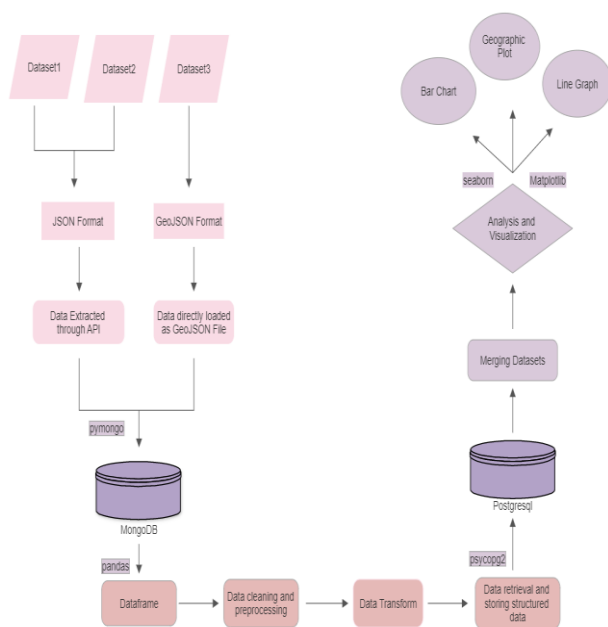 Dataset1
Dataset2
Dataset3
JSON Format
GeoJSON Format
Data Extracted
through API
Data directly loaded
as GeoJSON File
pymongo
MongoDB
pandas
Dataframe
Data cleaning and
preprocessing
Data Transform
Data retrieval and
storing structured
data
psycopg2
Postgresql
Merging Datasets
Analysis and
Visualization
seaborn
Matplotlib
Bar Chart
Geographic
Plot
Line Graph